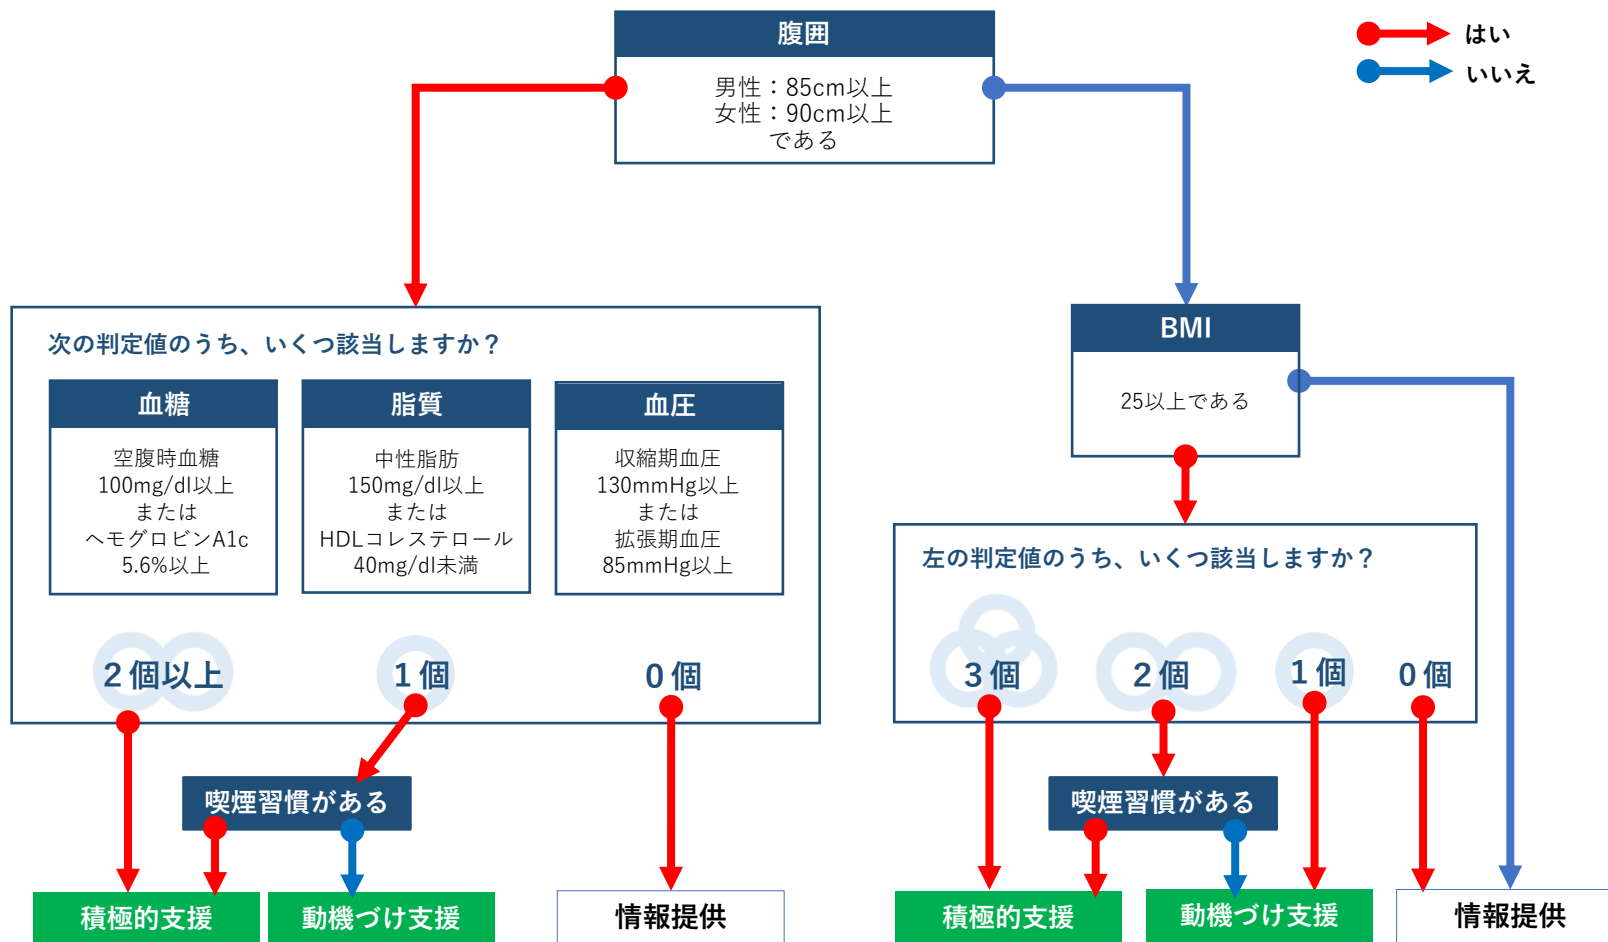 腹囲
男性：85cm以上
女性：90cm以上
である
はい
いいえ
次の判定値のうち、いくつ該当しますか？
血糖
空腹時血糖
100mg/dl以上
または
ヘモグロビンA1c
5.6%以上
脂質
中性脂肪
150mg/dl以上
または
HDLコレステロール
40mg/dl未満
血圧
収縮期血圧
130mmHg以上
または
拡張期血圧
85mmHg以上
２個以上
１個
０個
喫煙習慣がある
積極的支援
動機づけ支援
情報提供
BMI
25以上である
左の判定値のうち、いくつ該当しますか？
３個
２個
１個
０個
喫煙習慣がある
積極的支援
動機づけ支援
情報提供